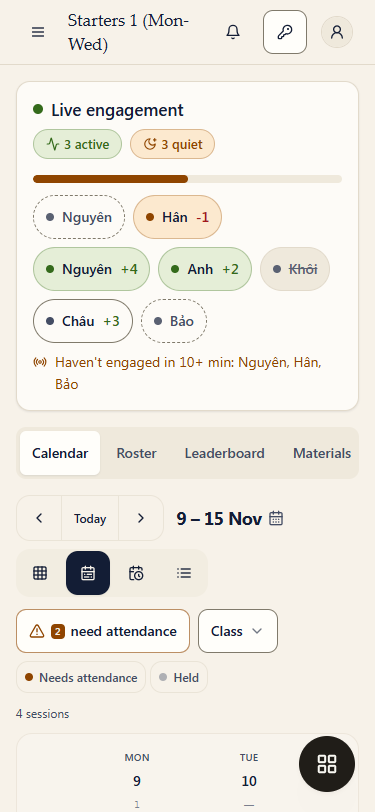 Starters 1 (Mon-
Wed)
Live engagement
3 active
3 quiet
Nguyên
Hân -1
Nguyên +4
Anh +2
Khôi
Châu +3
Bảo
Haven't engaged in 10+ min: Nguyên, Hân,
Bảo
Calendar
Roster
Leaderboard
Materials
Today
9 – 15 Nov
2 need attendance
Class
Needs attendance
Held
4 sessions
MON
TUE
9
10
1
—